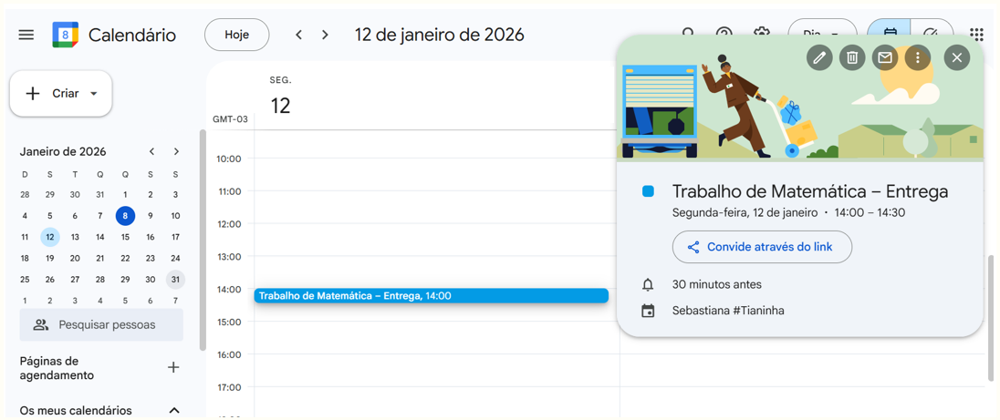 8 Calendário Hoje 12 de janeiro de 2026
Criar
SEG.
12
GMT-03
Janeiro de 2026
D S T Q Q S S
28 29 30 31 1 2 3
4 5 6 7 8 9 10
11 12 13 14 15 16 17
18 19 20 21 22 23 24
25 26 27 28 29 30 31
1 2 3 4 5 6 7
Pesquisar pessoas
Páginas de
agendamento
Os meus calendários
10:00
11:00
12:00
13:00
14:00
Trabalho de Matemática – Entrega, 14:00
15:00
16:00
17:00
Trabalho de Matemática – Entrega
Segunda-feira, 12 de janeiro • 14:00 – 14:30
Convide através do link
30 minutos antes
Sebastiana #Tianinha